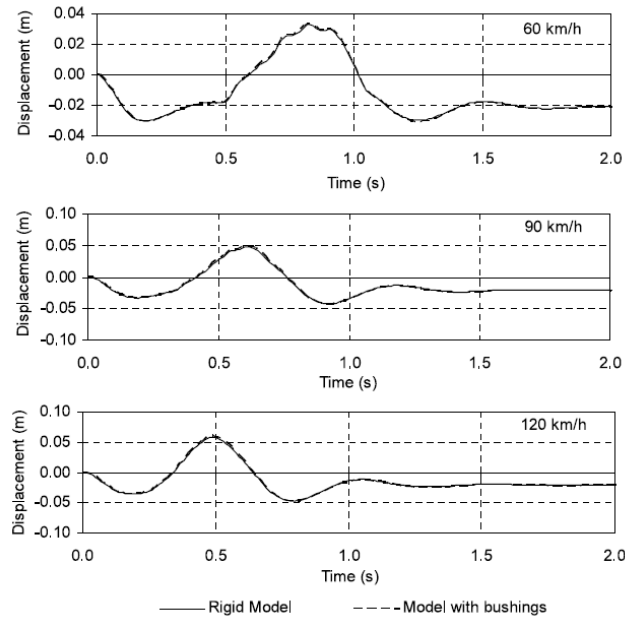 0.04
60 km/h
0.02
0.00
-0.02
-0.04
Displacement (m)
0.0 0.5 1.0 1.5 2.0
Time (s)
0.10
90 km/h
0.05
0.00
-0.05
-0.10
Displacement (m)
0.0 0.5 1.0 1.5 2.0
Time (s)
0.10
120 km/h
0.05
0.00
-0.05
0.10
Displacement (m)
0.0 0.5 1.0 1.5 2.0
Time (s)
Rigid Model Model with bushings